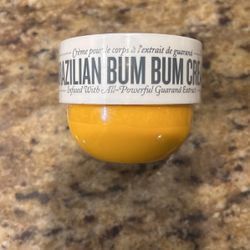 Crème pour le corps à l'extrait de guaraná
AZILIAN BUM BUM CRE
Infused With All-Powerful Guaraná Extract